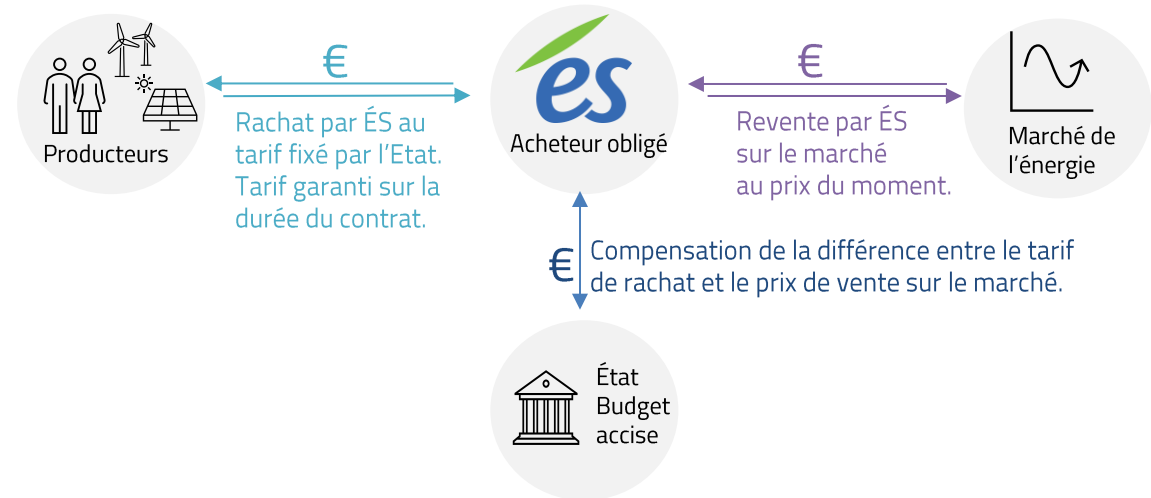 €
€
és
Producteurs
Acheteur obligé
Marché de
l'énergie
Rachat par ÉS au
tarif fixé par l'Etat.
Tarif garanti sur la
durée du contrat.
Revente par ÉS
sur le marché
au prix du moment.
€
Compensation de la différence entre le tarif
de rachat et le prix de vente sur le marché.
État
Budget
accise